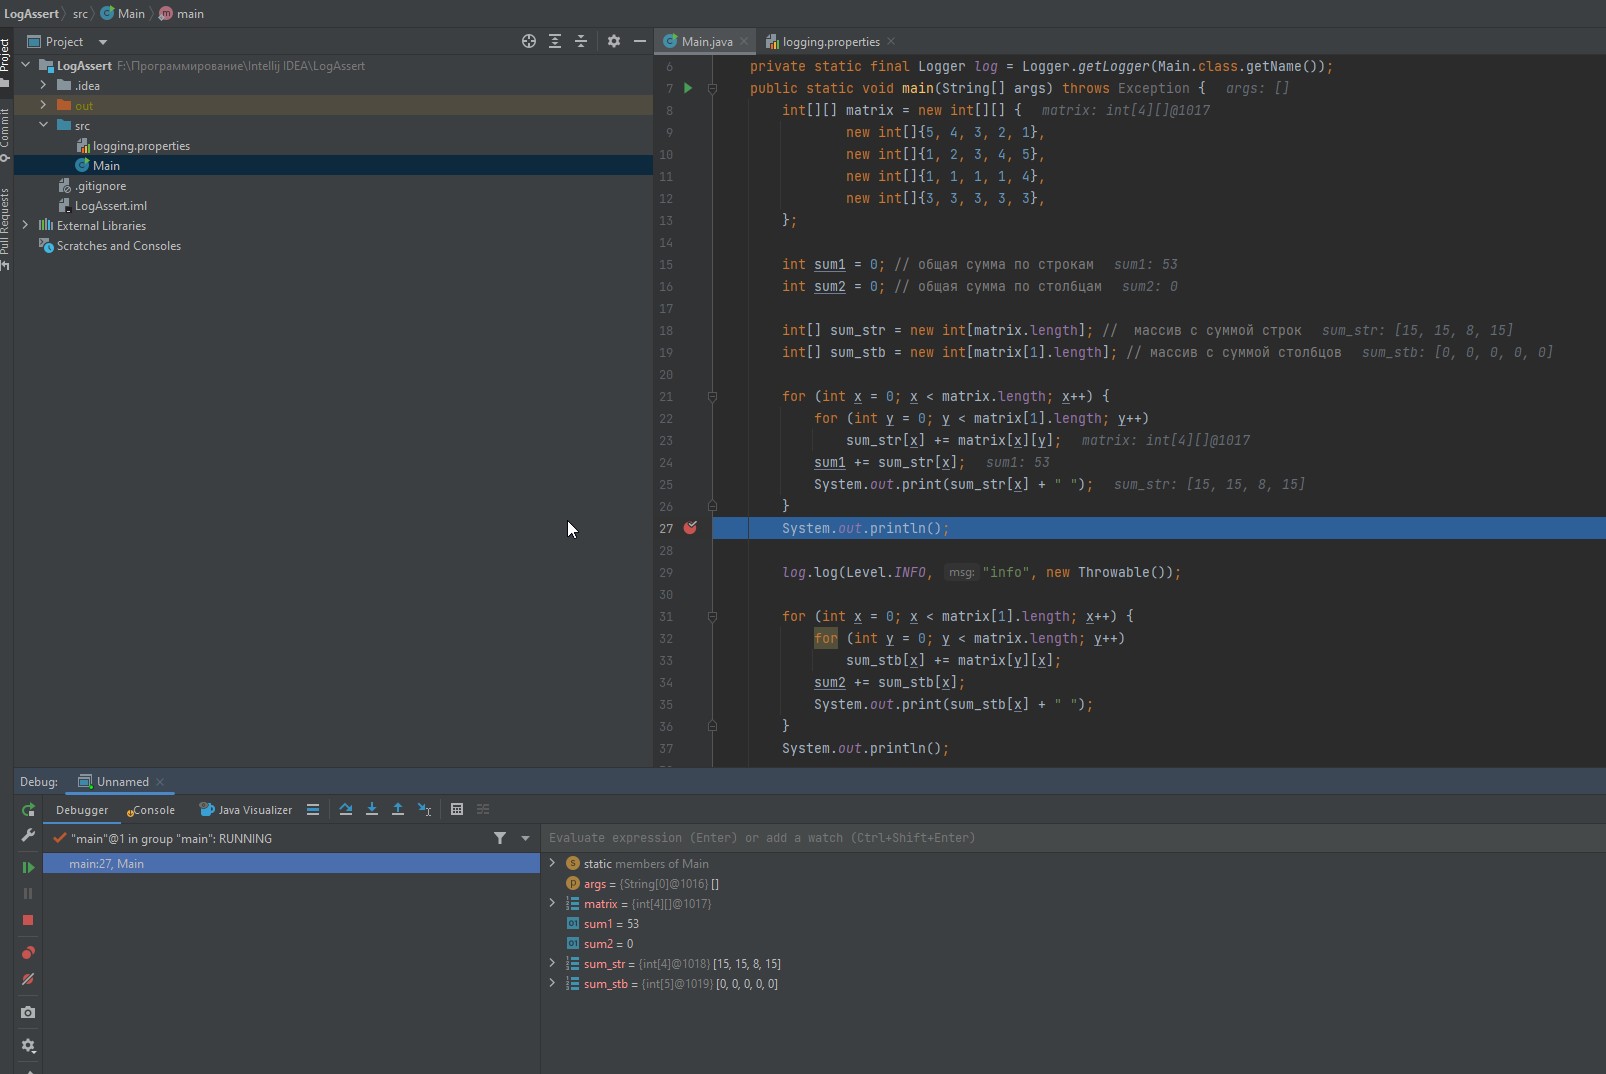 LogAssert src Main main
Project
Commit
Pull Requests
Project
LogAssert F:\Программирование\Intellij IDEA\LogAssert
.idea
out
src
logging.properties
Main
.gitignore
LogAssert.iml
External Libraries
Scratches and Consoles
Main.java logging.properties
6 private static final Logger log = Logger.getLogger(Main.class.getName());
7 public static void main(String[] args) throws Exception { args: []
8 int[][] matrix = new int[][] { matrix: int[4][]@1017
9 new int[]{5, 4, 3, 2, 1},
10 new int[]{1, 2, 3, 4, 5},
11 new int[]{1, 1, 1, 1, 4},
12 new int[]{3, 3, 3, 3, 3},
13 };
14
15 int sum1 = 0; // общая сумма по строкам sum1: 53
16 int sum2 = 0; // общая сумма по столбцам sum2: 0
17
18 int[] sum_str = new int[matrix.length]; // массив с суммой строк sum_str: [15, 15, 8, 15]
19 int[] sum_stb = new int[matrix[1].length]; // массив с суммой столбцов sum_stb: [0, 0, 0, 0, 0]
20
21 for (int x = 0; x < matrix.length; x++) {
22 for (int y = 0; y < matrix[1].length; y++)
23 sum_str[x] += matrix[x][y]; matrix: int[4][]@1017
24 sum1 += sum_str[x]; sum1: 53
25 System.out.print(sum_str[x] + " "); sum_str: [15, 15, 8, 15]
26 }
27 System.out.println();
28
29 log.log(Level.INFO, msg: "info", new Throwable());
30
31 for (int x = 0; x < matrix[1].length; x++) {
32 for (int y = 0; y < matrix.length; y++)
33 sum_stb[x] += matrix[y][x];
34 sum2 += sum_stb[x];
35 System.out.print(sum_stb[x] + " ");
36 }
37 System.out.println();
Debug: Unnamed
Debugger Console Java Visualizer
"main"@1 in group "main": RUNNING
main:27, Main
Evaluate expression (Enter) or add a watch (Ctrl+Shift+Enter)
static members of Main
args = {String[0]@1016} []
matrix = {int[4][]@1017}
sum1 = 53
sum2 = 0
sum_str = {int[4]@1018} [15, 15, 8, 15]
sum_stb = {int[5]@1019} [0, 0, 0, 0, 0]